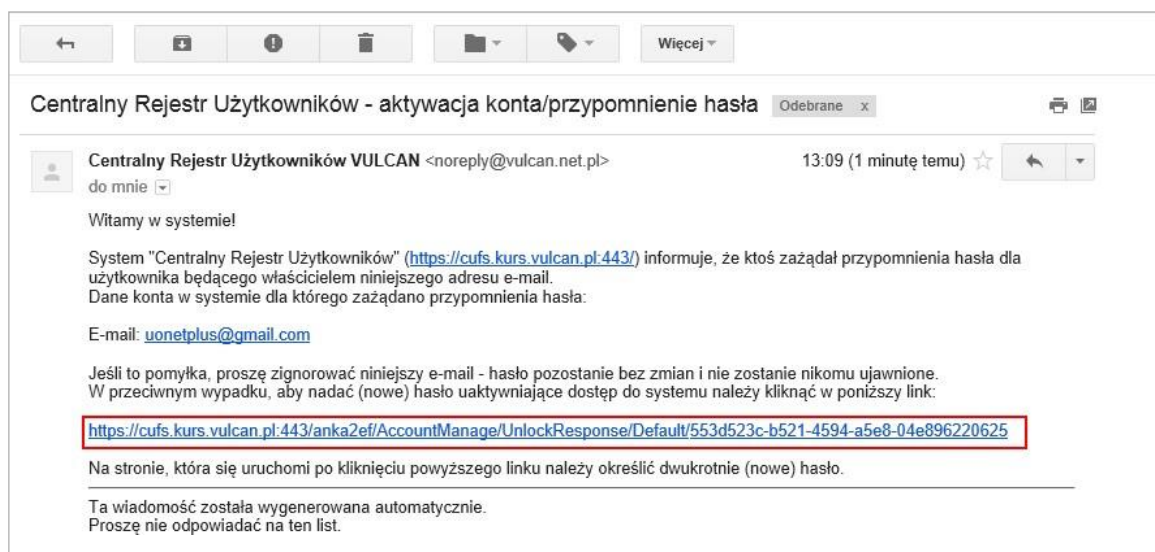 Więcej
Centralny Rejestr Użytkowników - aktywacja konta/przypomnienie hasła Odebrane x
Centralny Rejestr Użytkowników VULCAN <noreply@vulcan.net.pl> 13:09 (1 minutę temu)
do mnie
Witamy w systemie!
System "Centralny Rejestr Użytkowników" (https://cufs.kurs.vulcan.pl:443/) informuje, że ktoś zażądał przypomnienia hasła dla
użytkownika będącego właścicielem niniejszego adresu e-mail.
Dane konta w systemie dla którego zażądano przypomnienia hasła:
E-mail: uonetplus@gmail.com
Jeśli to pomyłka, proszę zignorować niniejszy e-mail - hasło pozostanie bez zmian i nie zostanie nikomu ujawnione.
W przeciwnym wypadku, aby nadać (nowe) hasło uaktywniające dostęp do systemu należy kliknąć w poniższy link:
https://cufs.kurs.vulcan.pl:443/anka2ef/AccountManage/UnlockResponse/Default/553d523c-b521-4594-a5e8-04e896220625
Na stronie, która się uruchomi po kliknięciu powyższego linku należy określić dwukrotnie (nowe) hasło.
Ta wiadomość została wygenerowana automatycznie.
Proszę nie odpowiadać na ten list.